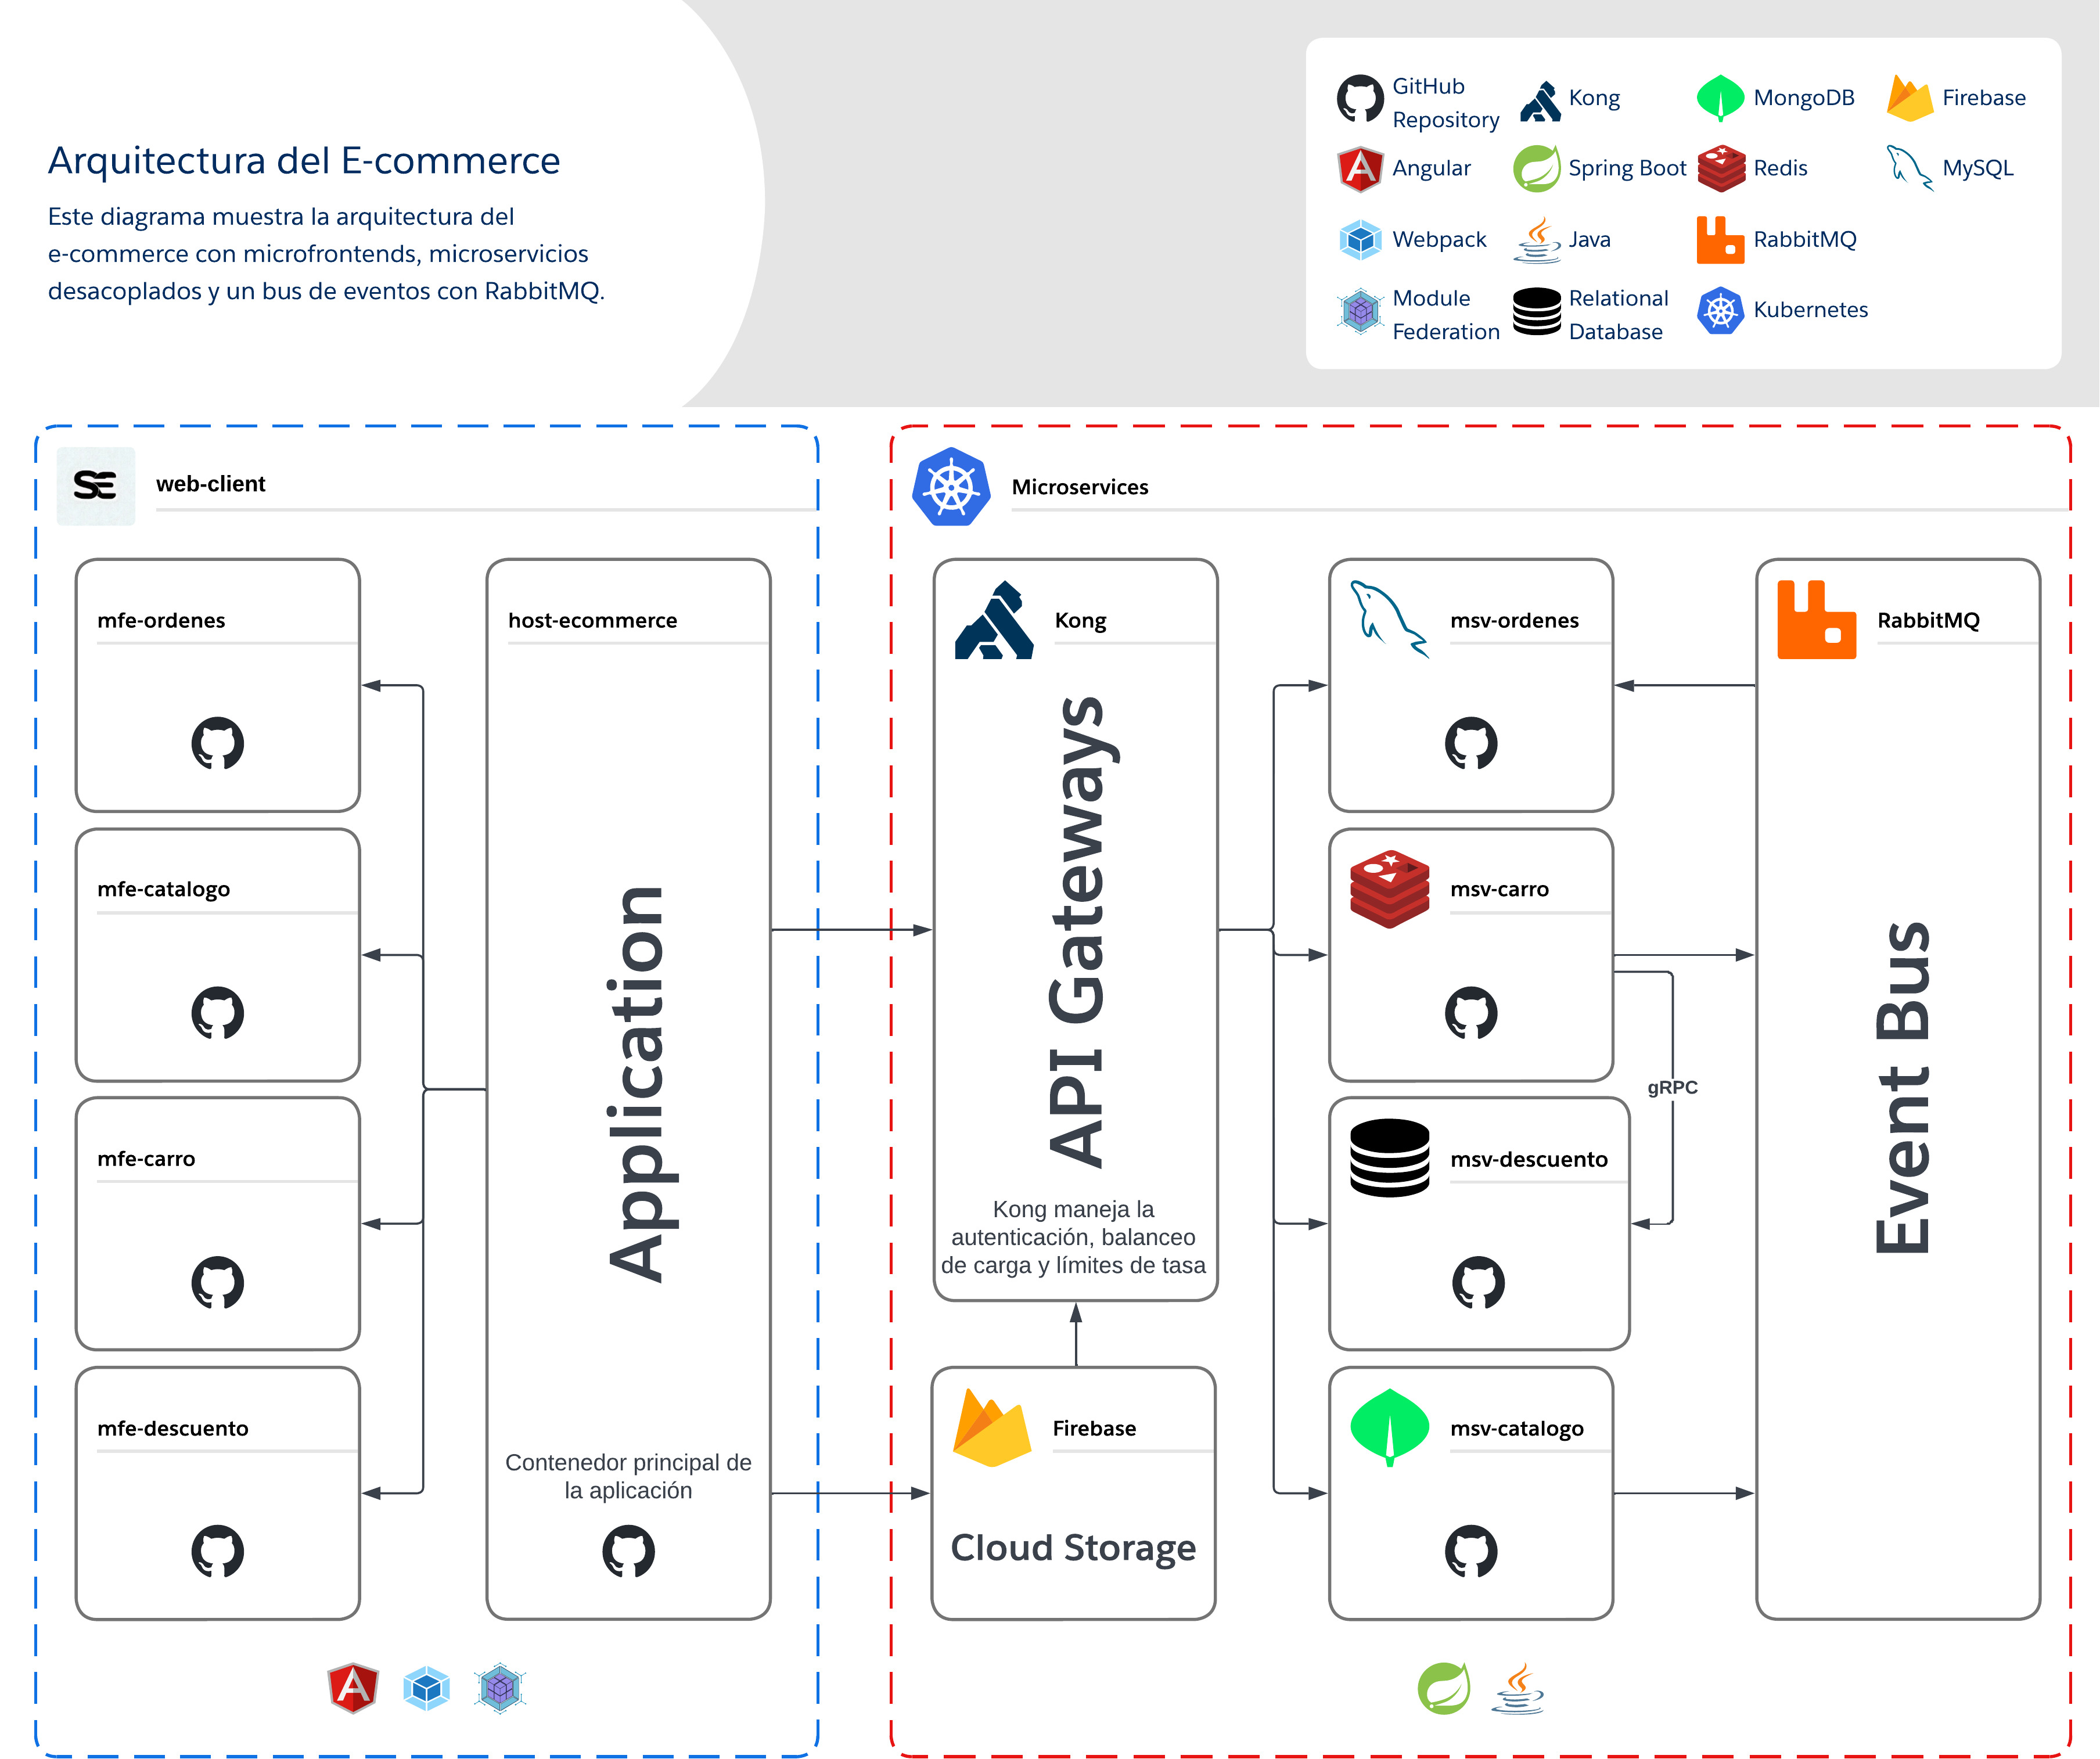 Arquitectura del E-commerce
Este diagrama muestra la arquitectura del
e-commerce con microfrontends, microservicios
desacoplados y un bus de eventos con RabbitMQ.
GitHub
Repository
Kong
MongoDB
Firebase
Angular
Spring Boot
Redis
MySQL
Webpack
Java
RabbitMQ
Module
Federation
Relational
Database
Kubernetes
SE
web-client
mfe-ordenes
mfe-catalogo
mfe-carro
mfe-descuento
host-ecommerce
Application
Contenedor principal de
la aplicación
Microservices
Kong
API Gateways
Kong maneja la
autenticación, balanceo
de carga y límites de tasa
Firebase
Cloud Storage
msv-ordenes
msv-carro
gRPC
msv-descuento
msv-catalogo
RabbitMQ
Event Bus